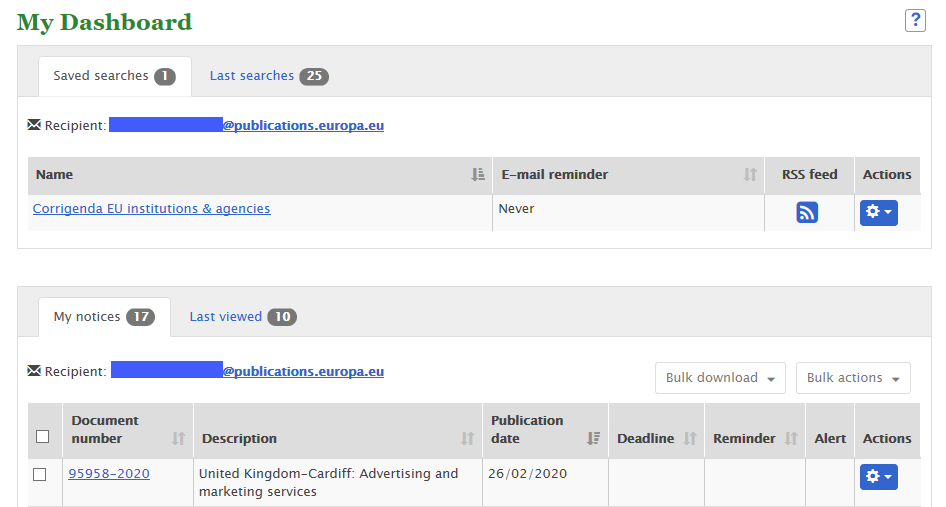 My Dashboard
?
Saved searches 1 Last searches 25
Recipient: @publications.europa.eu
Name E-mail reminder RSS feed Actions
Corrigenda EU institutions & agencies Never
My notices 17 Last viewed 10
Recipient: @publications.europa.eu
Bulk download Bulk actions
Document number Description Publication date Deadline Reminder Alert Actions
95958-2020 United Kingdom-Cardiff: Advertising and 26/02/2020
marketing services